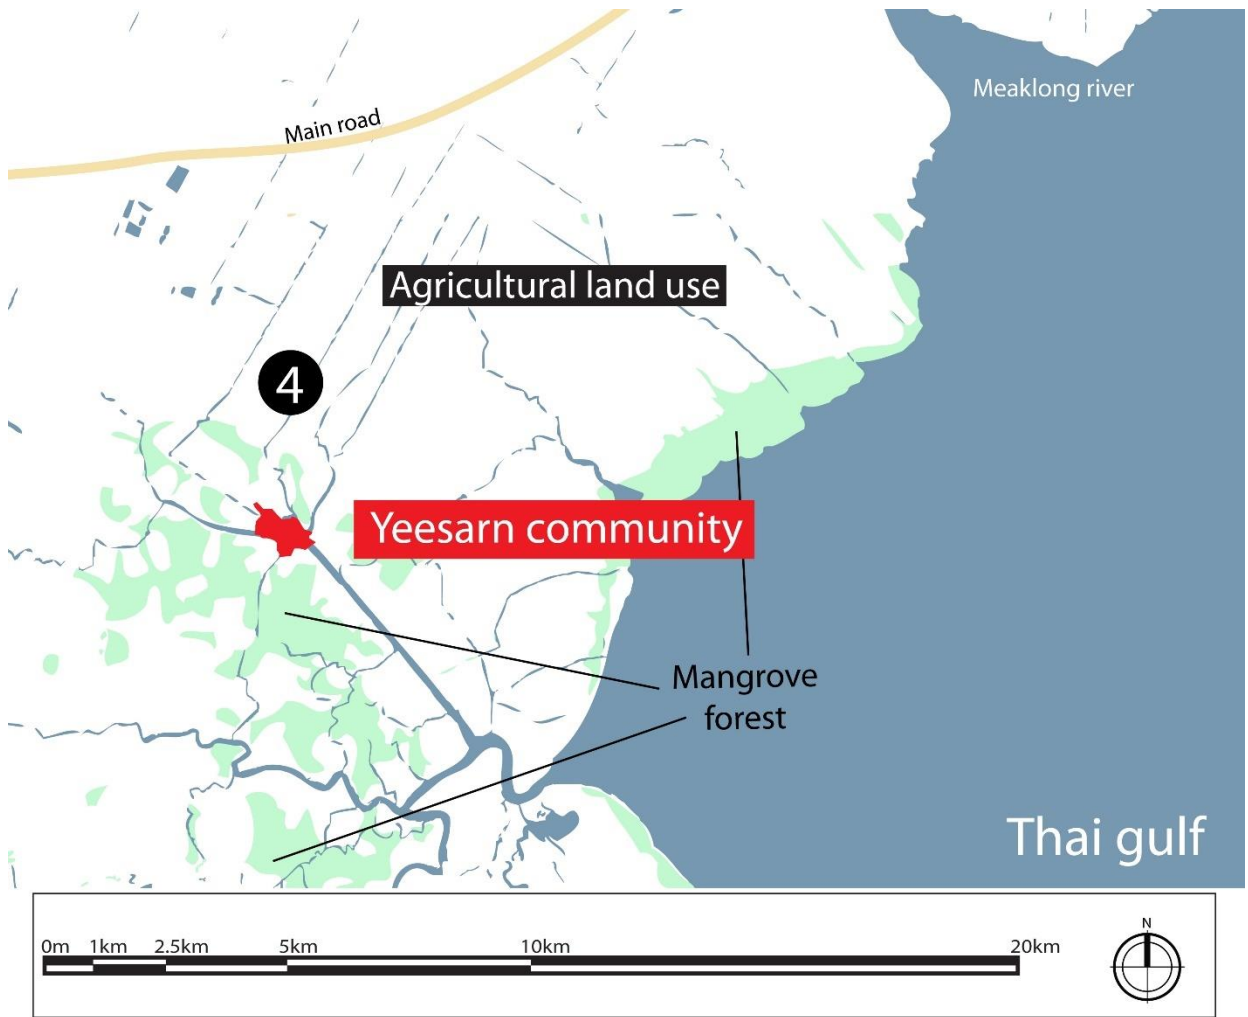 Meaklong river
Main road
Agricultural land use
4
Yeesarn community
Mangrove
forest
Thai gulf
0m 1km 2.5km 5km 10km 20km
N